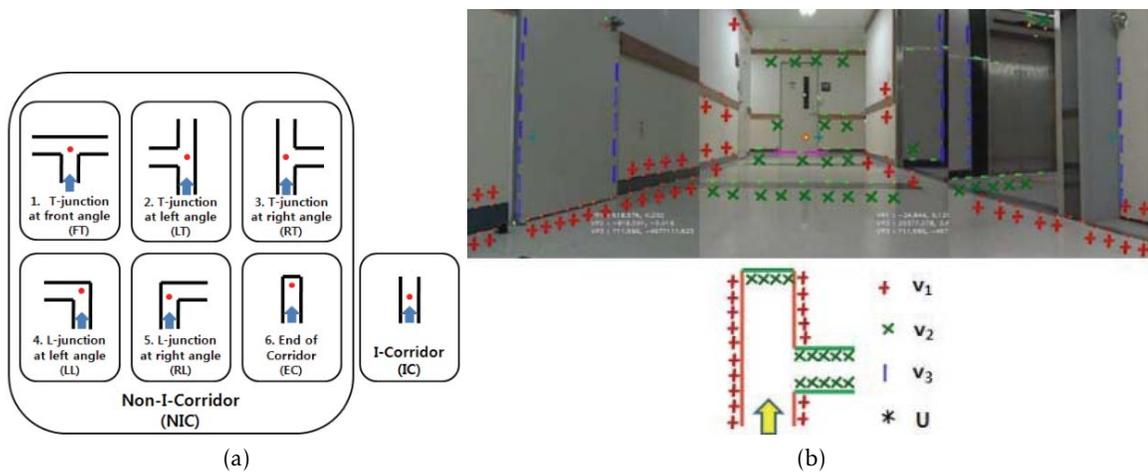 1. T-junction
at front angle
(FT)
2. T-junction
at left angle
(LT)
3. T-junction
at right angle
(RT)
4. L-junction
at left angle
(LL)
5. L-junction
at right angle
(RL)
6. End of
Corridor
(EC)
I-Corridor
(IC)
Non-I-Corridor
(NIC)
(a)
v1
v2
v3
U
(b)